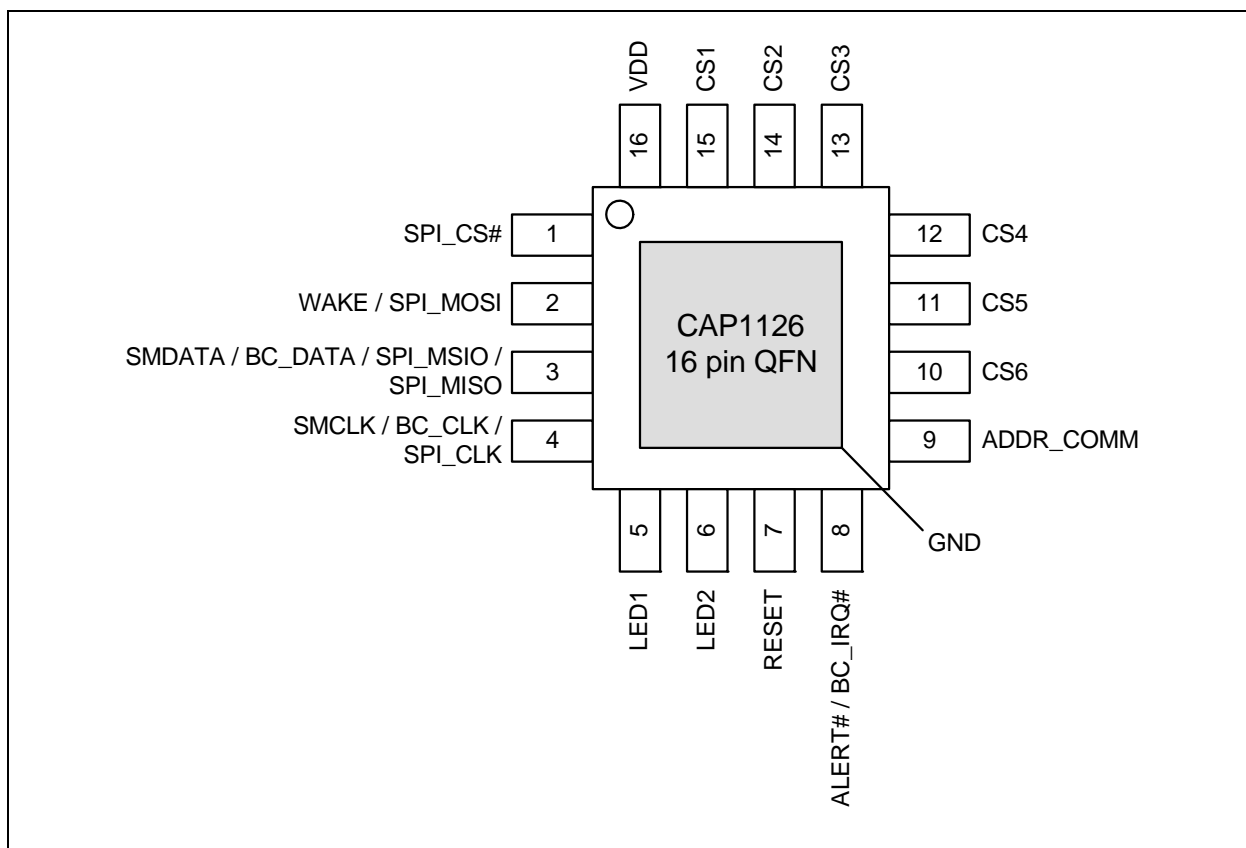 VDD
CS1
CS2
CS3
16
15
14
13
SPI_CS#
1
12
CS4
WAKE / SPI_MOSI
2
11
CS5
SMDATA / BC_DATA / SPI_MSIO /
SPI_MISO
3
10
CS6
SMCLK / BC_CLK /
SPI_CLK
4
9
ADDR_COMM
CAP1126
16 pin QFN
GND
5
6
7
8
LED1
LED2
RESET
ALERT# / BC_IRQ#